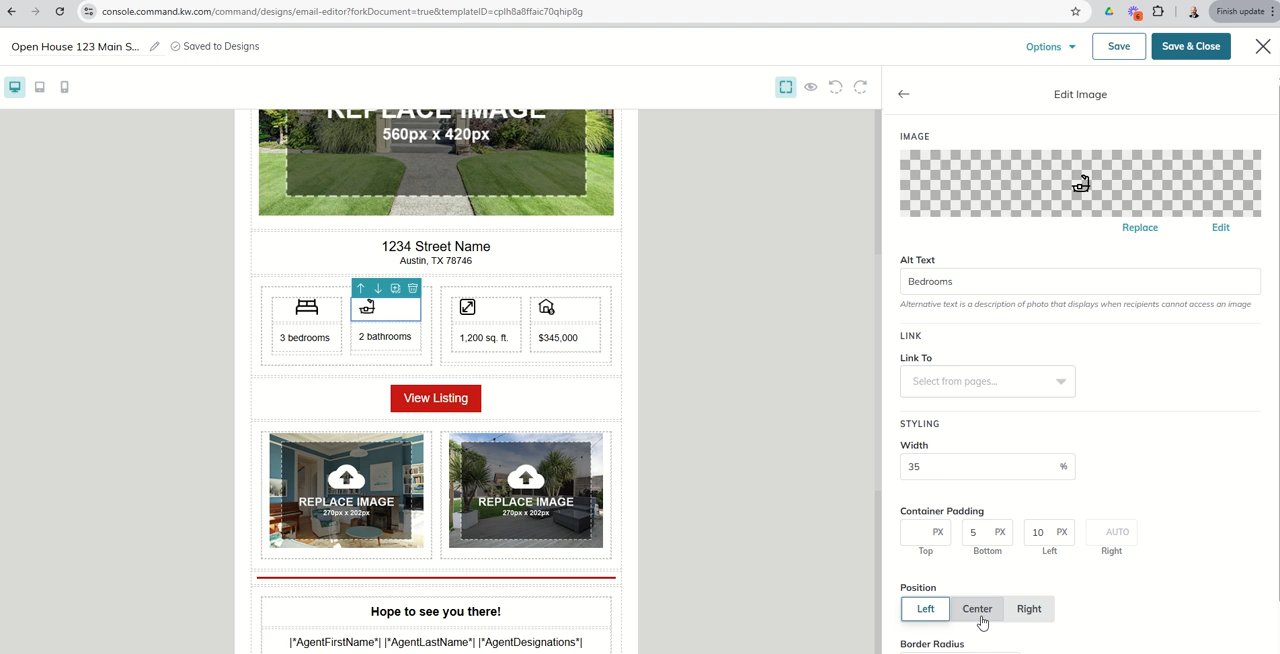 console.command.kw.com/command/designs/email-editor?forkDocument=true&templateID=cplh8a8ffaic70qhip8g
6
Finish update
Open House 123 Main S...
Saved to Designs
Options
Save
Save & Close
Edit Image
REPLACE IMAGE
560px x 420px
IMAGE
Replace
Edit
1234 Street Name
Austin, TX 78746
Alt Text
Bedrooms
Alternative text is a description of photo that displays when recipients cannot access an image
3 bedrooms
2 bathrooms
1,200 sq. ft.
$345,000
LINK
Link To
Select from pages...
View Listing
STYLING
Width
35
%
REPLACE IMAGE
270px x 202px
REPLACE IMAGE
270px x 202px
Container Padding
PX
5 PX
10 PX
AUTO
Top
Bottom
Left
Right
Position
Left
Center
Right
Hope to see you there!
|*AgentFirstName*| |*AgentLastName*| |*AgentDesignations*|
Border Radius